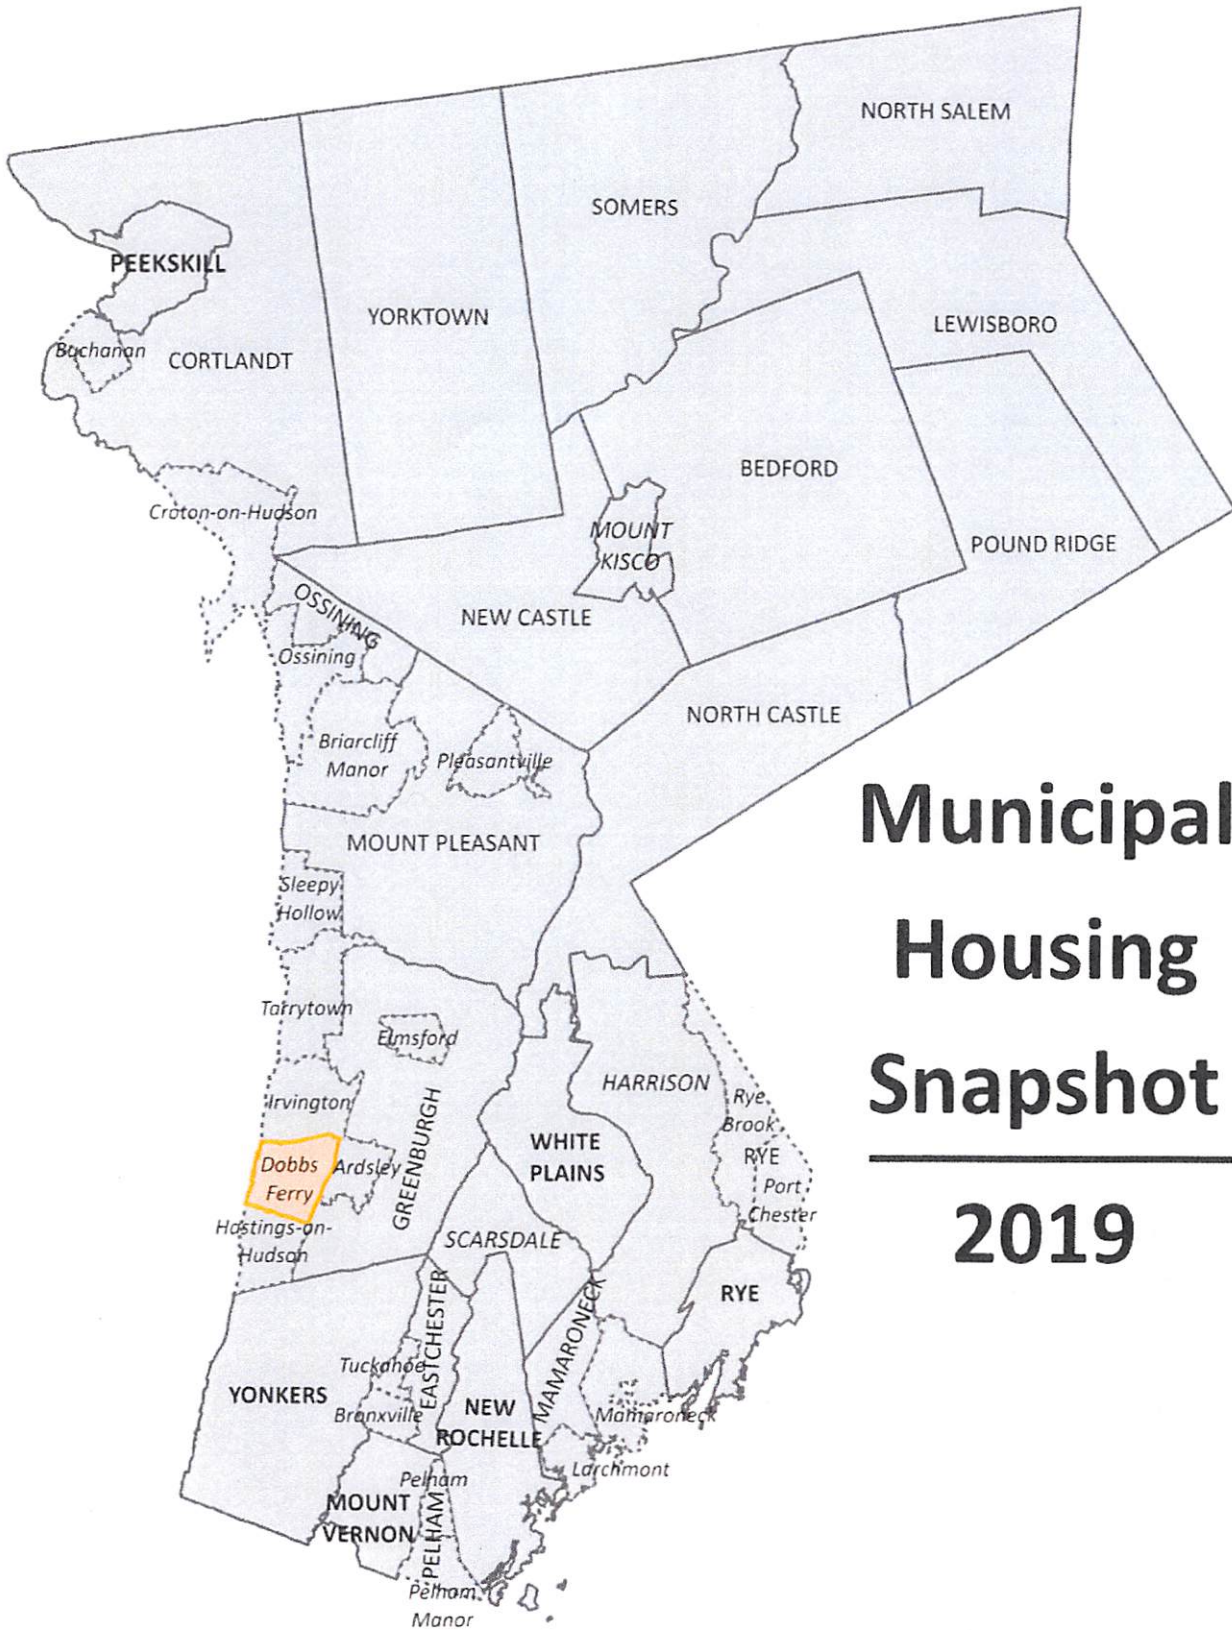 NORTH SALEM
SOMERS
PEEKSKILL
YORKTOWN
LEWISBORO
Buchanan
CORTLANDT
BEDFORD
Croton-on-Hudson
MOUNT
KISCO
POUND RIDGE
OSSINING
NEW CASTLE
Ossining
NORTH CASTLE
Briarcliff
Manor
Pleasantville
MOUNT PLEASANT
Sleepy
Hollow
Tarrytown
Elmsford
HARRISON
Irvington
Rye
Brook
GREENBURGH
WHITE
PLAINS
RYE
Dobbs
Ferry
Ardsley
Port
Chester
Hastings-on-
Hudson
SCARSDALE
RYE
EASTCHESTER
MAMARONECK
Tuckahoe
YONKERS
Bronxville
NEW
ROCHELLE
Mamaroneck
Larchmont
Pelham
MOUNT
VERNON
PELHAM
Pelham
Manor
Municipal
Housing
Snapshot
2019